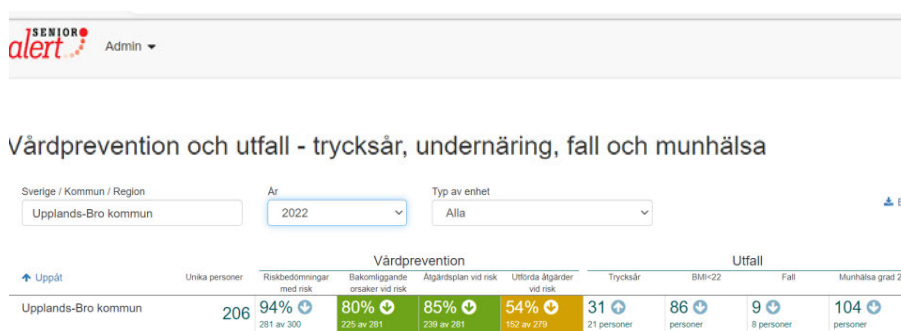 SENIOR
alert
Admin
Vårdprevention och utfall - trycksår, undernäring, fall och munhälsa
Sverige / Kommun / Region
År
Typ av enhet
Upplands-Bro kommun
2022
Alla
Vårdprevention
Utfall
Uppåt
Unika personer
Riskbedömningar med risk
Bakomliggande orsaker vid risk
Åtgärdsplan vid risk
Utförda åtgärder vid risk
Trycksår
BMI<22
Fall
Munhälsa grad 2
Upplands-Bro kommun
206
94%
80%
85%
54%
31
86
9
104
281 av 300
225 av 281
239 av 281
152 av 279
21 personer
personer
8 personer
personer